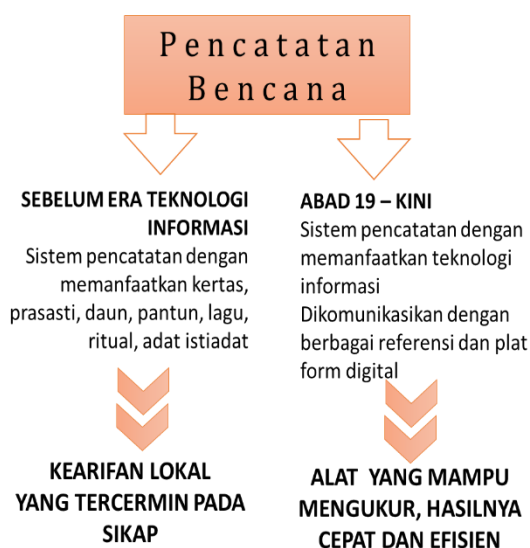 Pencatatan
Bencana
SEBELUM ERA TEKNOLOGI
INFORMASI
Sistem pencatatan dengan
memanfaatkan kertas,
prasasti, daun, pantun, lagu,
ritual, adat istiadat
KEARIFAN LOKAL
YANG TERCERMIN PADA
SIKAP
ABAD 19 – KINI
Sistem pencatatan dengan
memanfaatkan teknologi
informasi
Dikomunikasikan dengan
berbagai referensi dan plat
form digital
ALAT YANG MAMPU
MENGUKUR, HASILNYA
CEPAT DAN EFISIEN